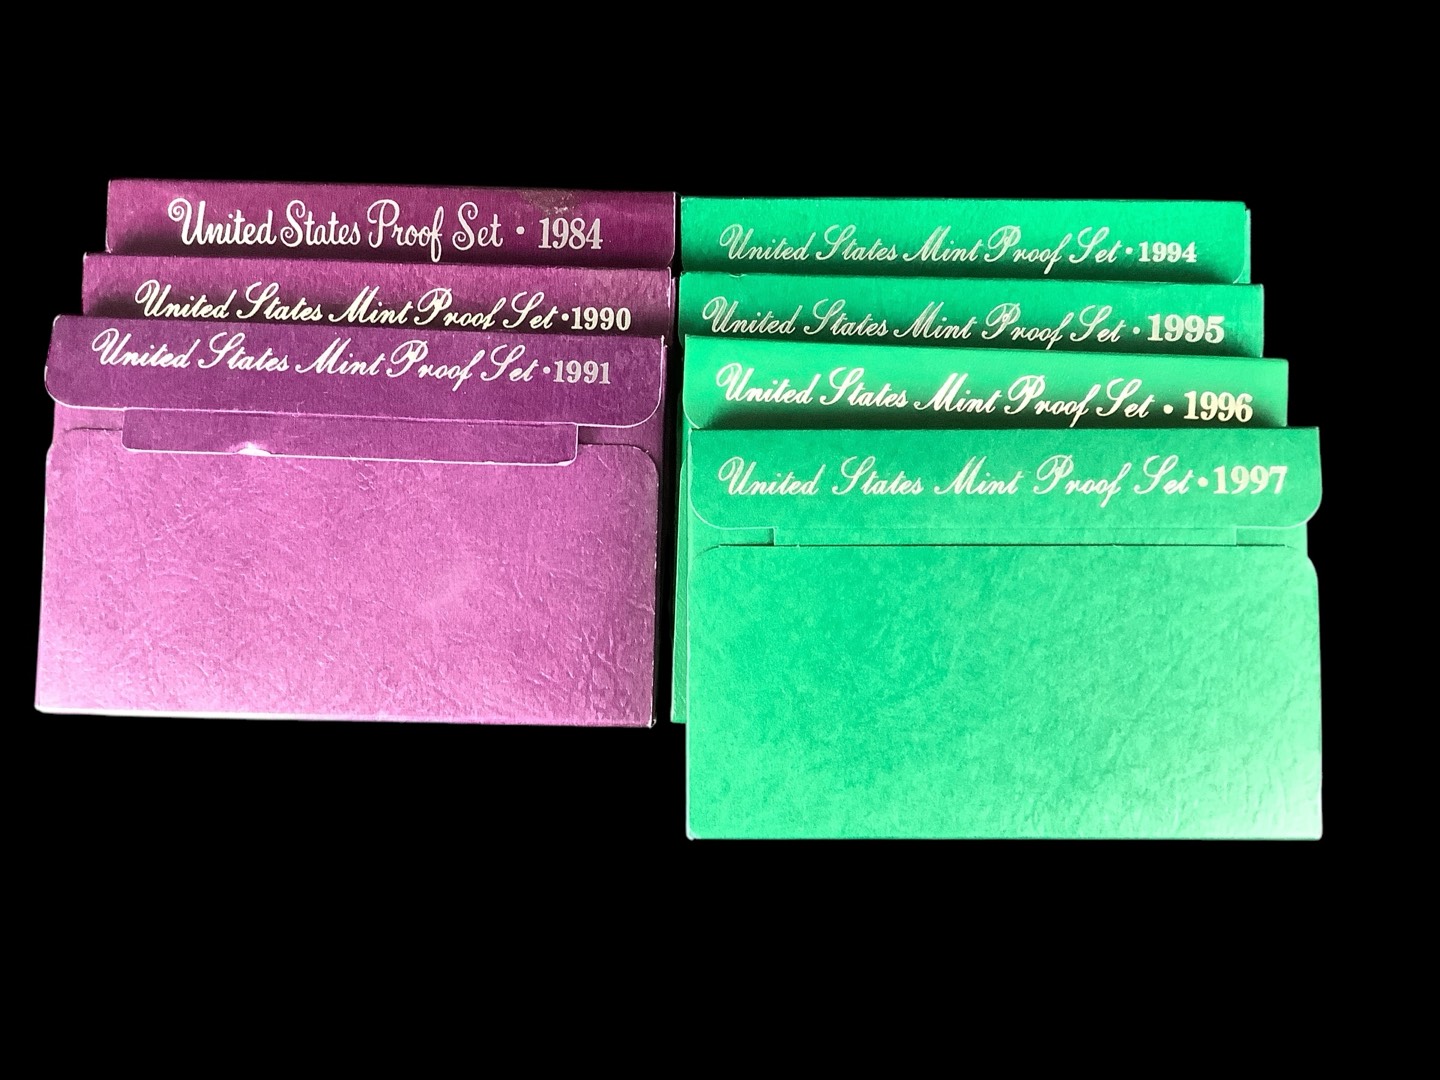 United States Proof Set • 1984
United States Mint Proof Set • 1990
United States Mint Proof Set • 1991
United States Mint Proof Set • 1994
United States Mint Proof Set • 1995
United States Mint Proof Set • 1996
United States Mint Proof Set • 1997